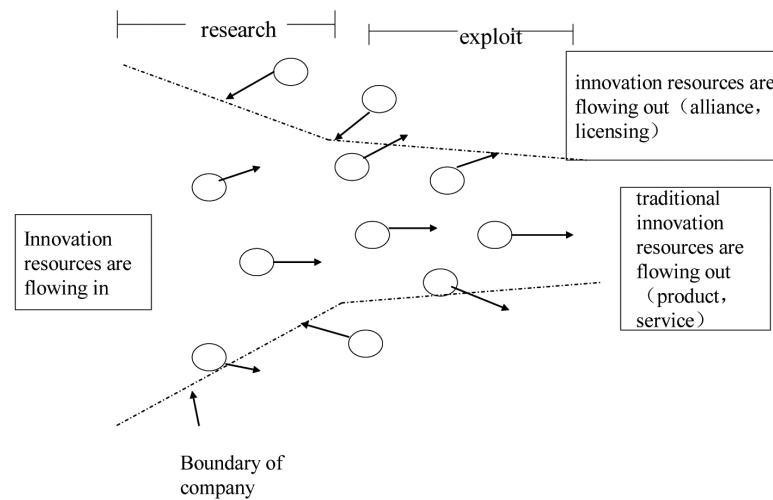 research
exploit
innovation resources are
flowing out（alliance，
licensing）
Innovation
resources are
flowing in
traditional
innovation
resources are
flowing out
（product，
service）
Boundary of
company